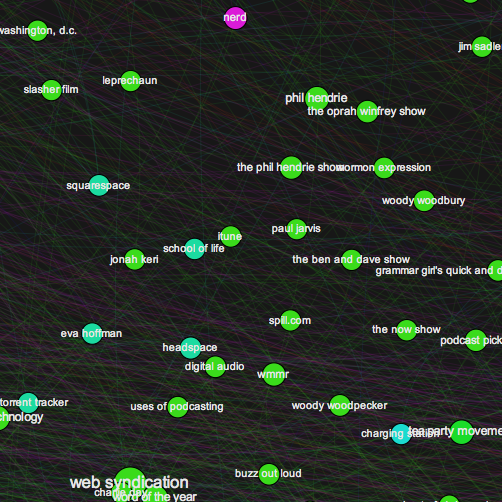 nerd
washington, d.c.
jim sadle
slasher film
leprechaun
phil hendrie
the oprah winfrey show
the phil hendrie show
mormon expression
squarespace
woody woodbury
paul jarvis
itune
school of life
jonah keri
the ben and dave show
grammar girl's quick and d
spill.com
the now show
eva hoffman
podcast pick
headspace
digital audio
wmmr
torrent tracker
uses of podcasting
woody woodpecker
chnology
charging station
tea party moveme
buzz out loud
web syndication
charlie day
word of the year